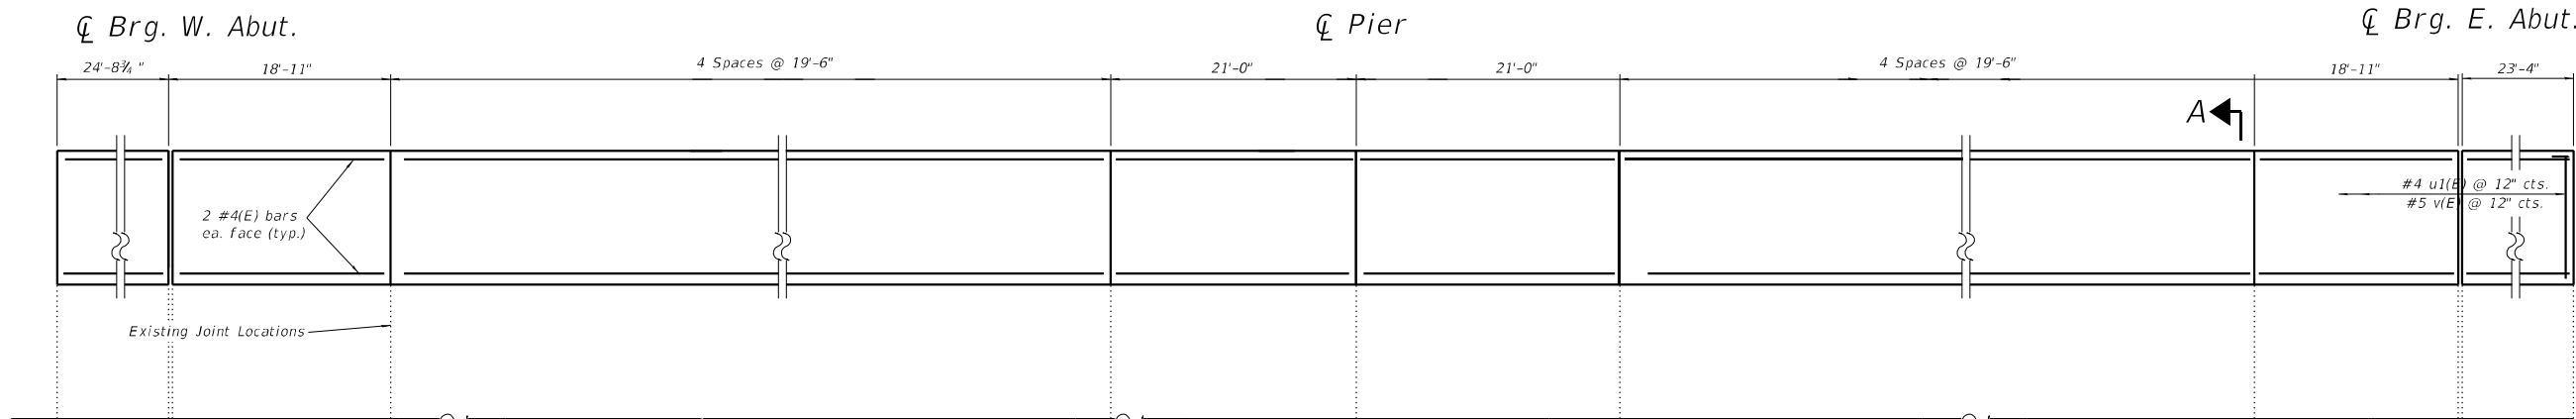 ℄ Brg. W. Abut.
℄ Pier
℄ Brg. E. Abut.
24'-8¾ "
18'-11"
4 Spaces @ 19'-6"
21'-0"
21'-0"
4 Spaces @ 19'-6"
18'-11"
23'-4"
A
#4 u1(E) @ 12" cts.
#5 v(E) @ 12" cts.
2 #4(E) bars
ea. face (typ.)
Existing Joint Locations